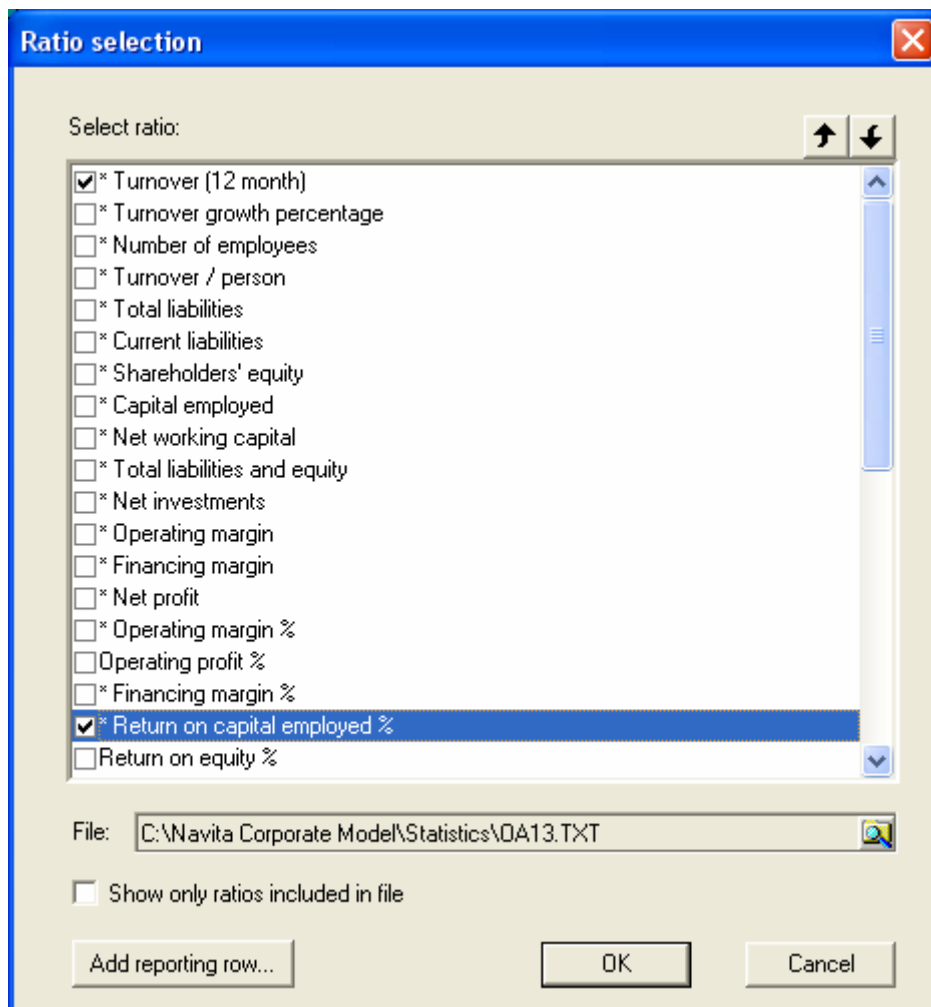 Ratio selection
Select ratio:
* Turnover (12 month)
* Turnover growth percentage
* Number of employees
* Turnover / person
* Total liabilities
* Current liabilities
* Shareholders' equity
* Capital employed
* Net working capital
* Total liabilities and equity
* Net investments
* Operating margin
* Financing margin
* Net profit
* Operating margin %
Operating profit %
* Financing margin %
* Return on capital employed %
Return on equity %
File: C:\Navita Corporate Model\Statistics\OA13.TXT
Show only ratios included in file
Add reporting row... OK Cancel